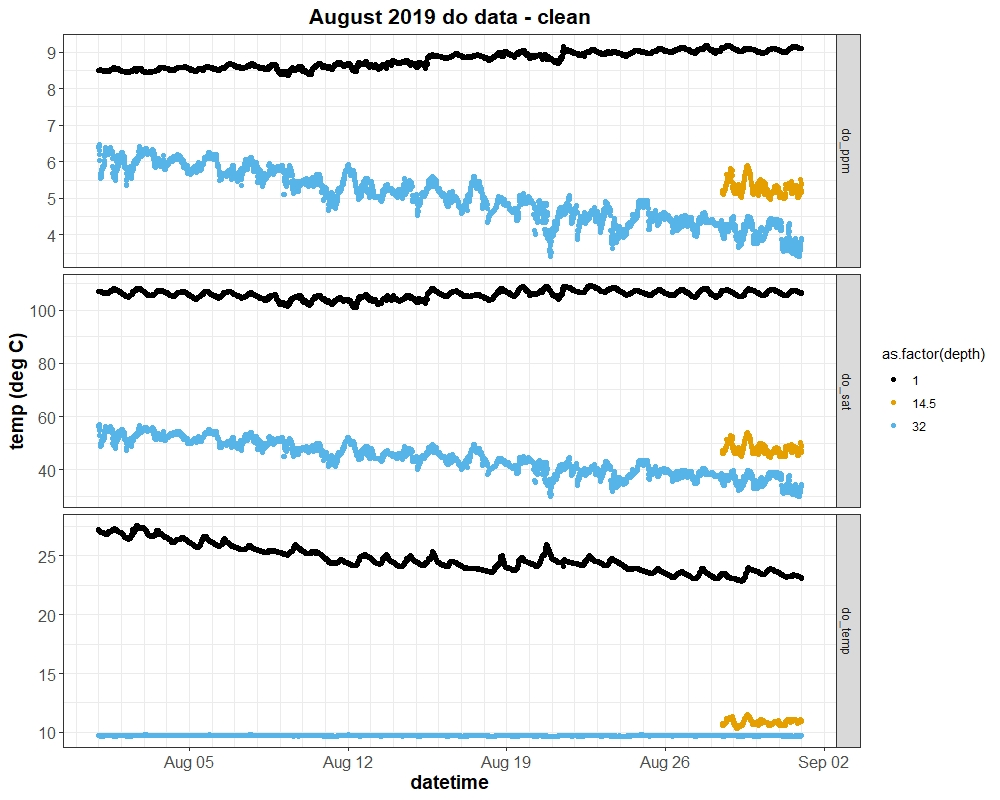 August 2019 do data - clean
temp (deg C)
9
8
7
6
5
4
do_ppm
100
80
60
40
do_sat
25
20
15
10
do_temp
Aug 05 Aug 12 Aug 19 Aug 26 Sep 02
datetime
as.factor(depth)
1
14.5
32